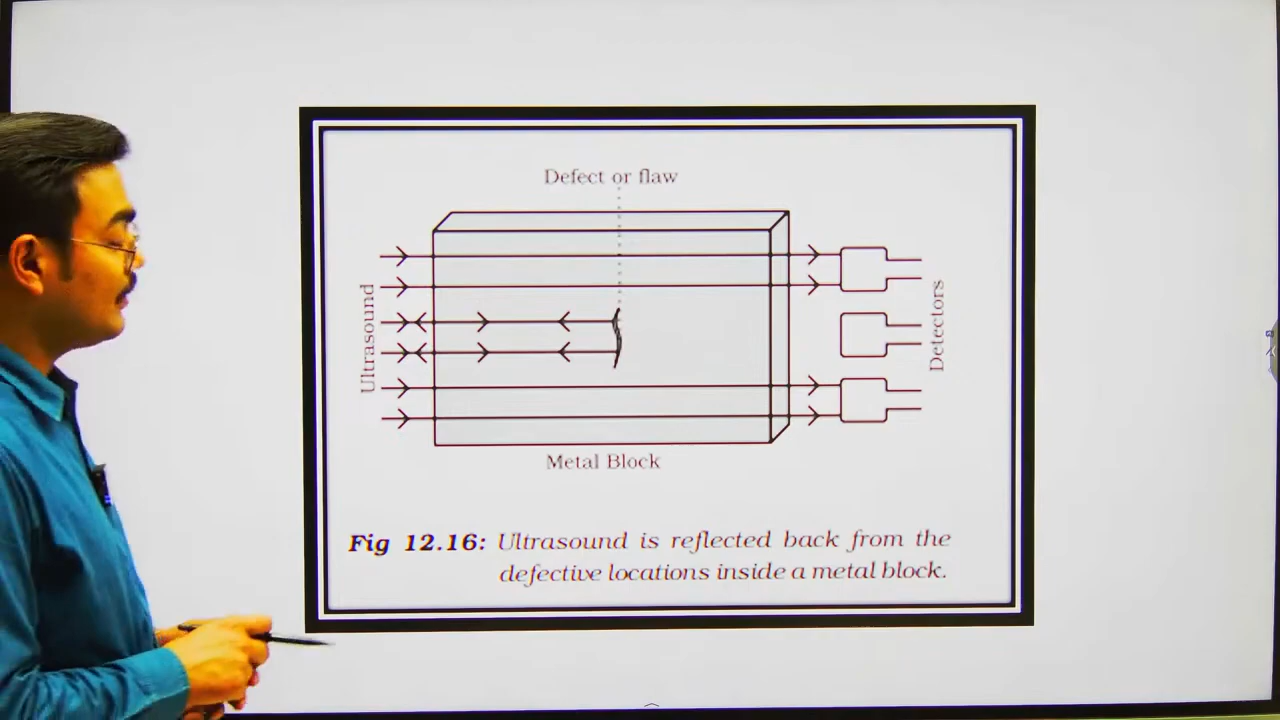 Defect or flaw
Ultrasound
Detectors
Metal Block
Fig 12.16: Ultrasound is reflected back from the
defective locations inside a metal block.